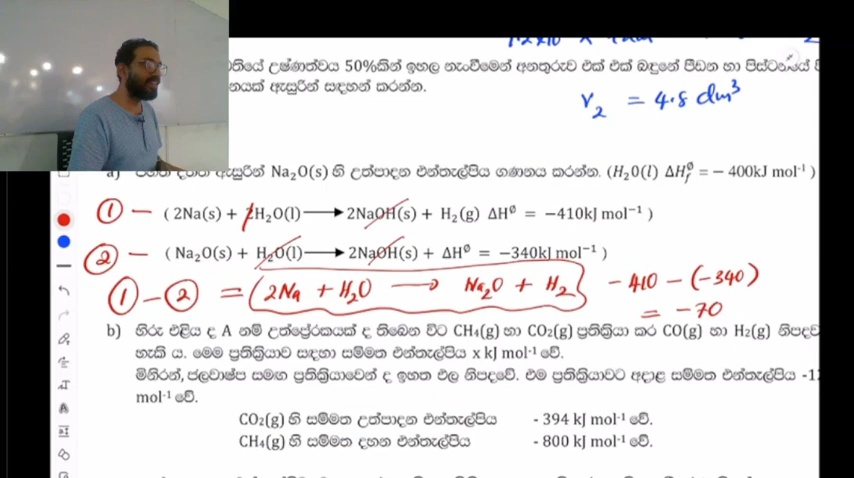 V₂ = 4.8 dm³
උෂ්ණත්වය 50%කින් ඉහල නැංවීමෙන් අනතුරුව එක් එක් බඳුනේ පීඩන හා
ඇසුරින් සඳහන් කරන්න.
a) ඇසුරින් Na₂O(s) හි උත්පාදන එන්තැල්පිය ගණනය කරන්න. (H₂O(l) ΔH_f^ø = − 400kJ mol⁻¹ )
① – ( 2Na(s) + 2H₂O(l) ⟶ 2NaOH(s) + H₂(g) ΔH^ø = −410kJ mol⁻¹ )
② – ( Na₂O(s) + H₂O(l) ⟶ 2NaOH(s) + ΔH^ø = −340kJ mol⁻¹ )
① – ② = (2Na + H₂O ⟶ Na₂O + H₂) -410 - (-340)
= -70
b) හිරු එළිය ද A නම් උත්ප්‍රේරකයක් ද තිබෙන විට CH₄(g) හා CO₂(g) ප්‍රතික්‍රියා කර CO(g) හා H₂(g) නිපදව
හැකි ය. මෙම ප්‍රතික්‍රියාව සඳහා සම්මත එන්තැල්පිය x kJ mol⁻¹ වේ.
මිනිරන්, ජලවාෂ්ප සමඟ ප්‍රතික්‍රියාවෙන් ද ඉහත ඵල නිපදවේ. එම ප්‍රතික්‍රියාවට අදාළ සම්මත එන්තැල්පිය
mol⁻¹ වේ.
CO₂(g) හි සම්මත උත්පාදන එන්තැල්පිය - 394 kJ mol⁻¹ වේ.
CH₄(g) හි සම්මත දහන එන්තැල්පිය - 800 kJ mol⁻¹ වේ.